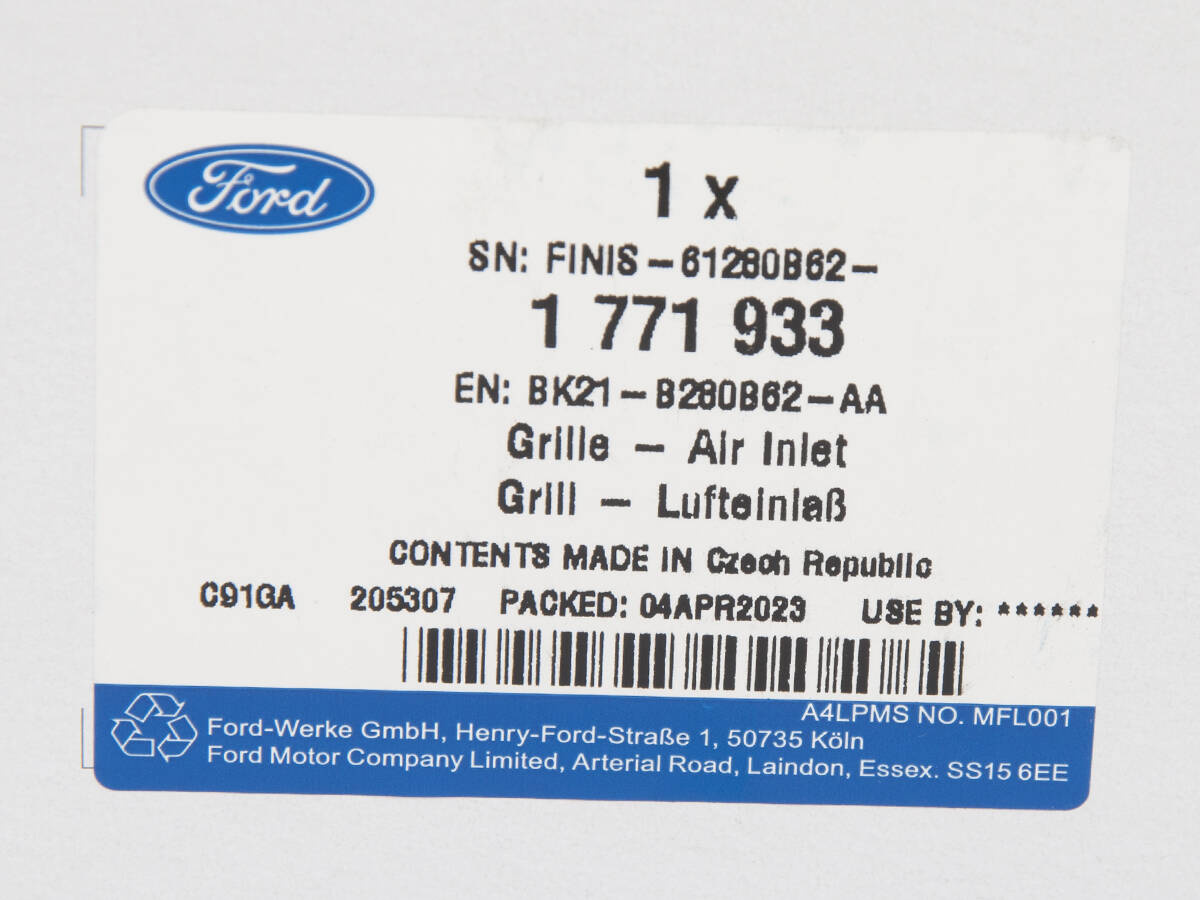 Ford
1 x
SN: FINIS-61280B62-
1 771 933
EN: BK21-B280B62-AA
Grille - Air Inlet
Grill - Lufteinlaß
CONTENTS MADE IN Czech Republic
C91GA 205307 PACKED: 04APR2023 USE BY: ******
A4LPMS NO. MFL001
Ford-Werke GmbH, Henry-Ford-Straße 1, 50735 Köln
Ford Motor Company Limited, Arterial Road, Laindon, Essex. SS15 6EE